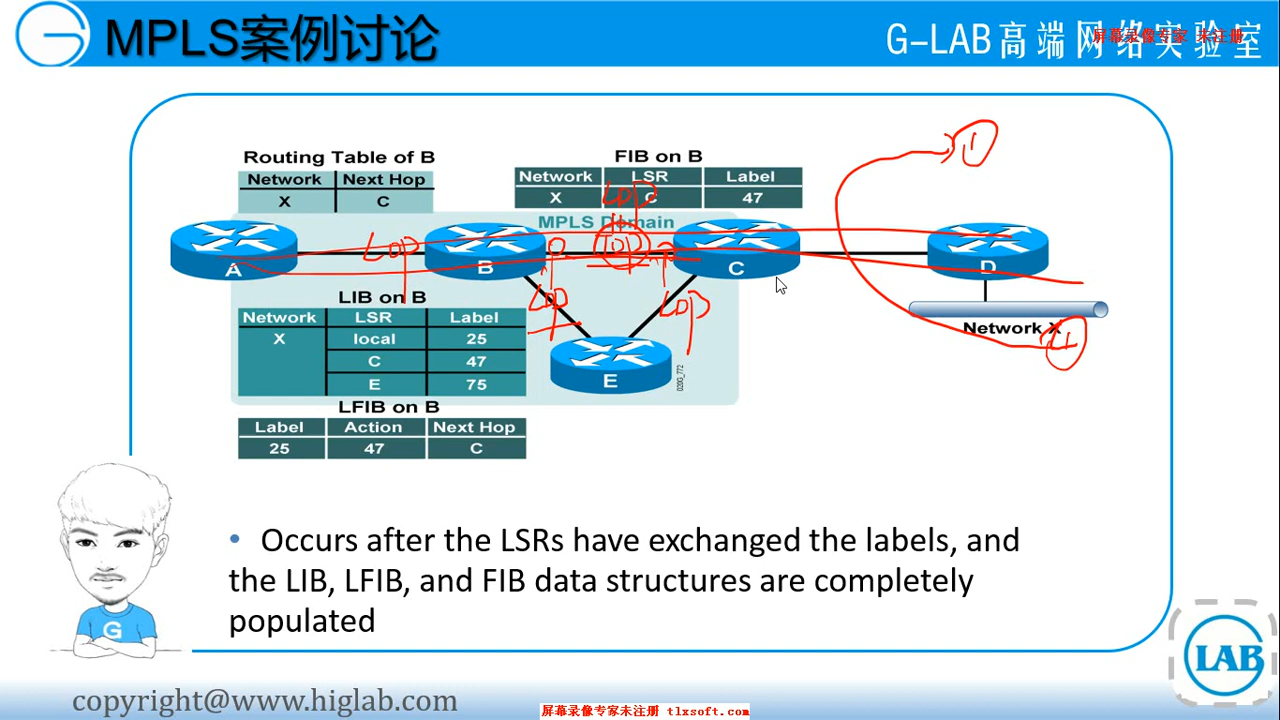 MPLS案例讨论
G-LAB高端网络实验室
屏幕录像专家 未注册
Routing Table of B
Network Next Hop
X C
FIB on B
Network LSR Label
X C 47
MPLS Domain
A
B
C
D
E
Network X
LIB on B
Network LSR Label
X local 25
C 47
E 75
LFIB on B
Label Action Next Hop
25 47 C
020G_772
G
• Occurs after the LSRs have exchanged the labels, and
the LIB, LFIB, and FIB data structures are completely
populated
G
LAB
copyright@www.higlab.com
屏幕录像专家未注册 tlxsoft.com